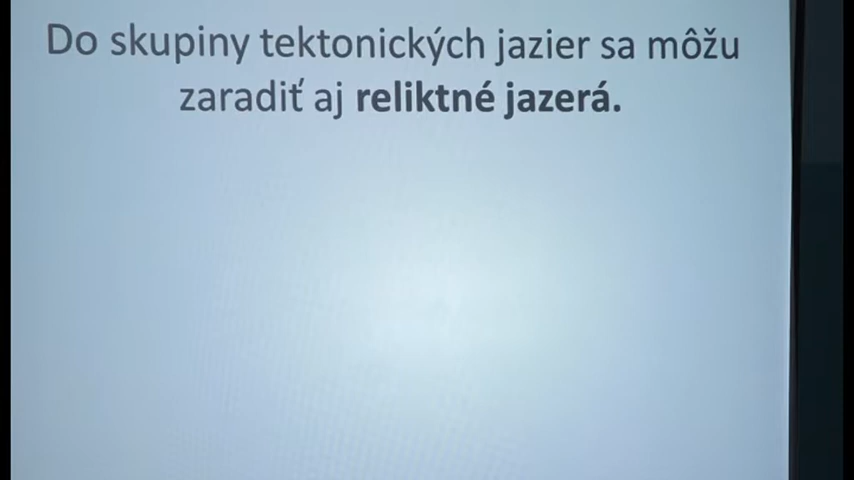 Do skupiny tektonických jazier sa môžu
zaradiť aj reliktné jazerá.